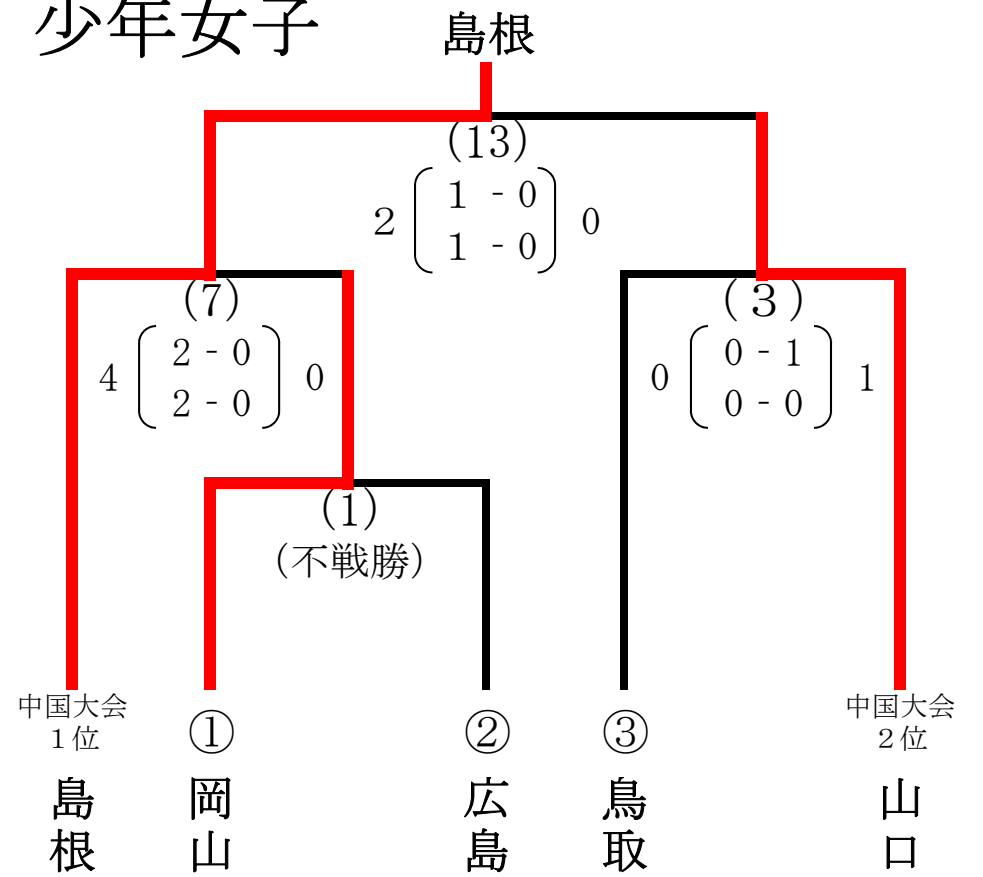 少年女子
島根
(13)
2 1 - 0 0
1 - 0
(7)
4 2 - 0 0
2 - 0
(3)
0 0 - 1 1
0 - 0
(1)
(不戦勝)
中国大会
1位
島根
①
岡山
②
広島
③
鳥取
中国大会
2位
山口